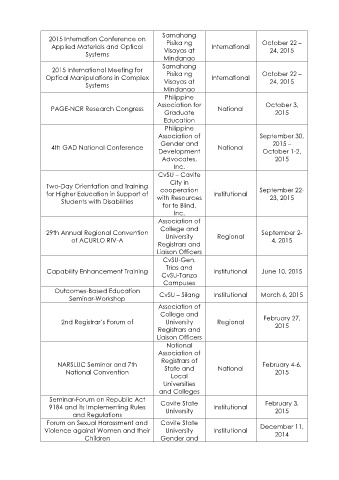 2015 Internation Conference on
Applied Materials and Optical
Systems
Samahang
Pisika ng
Visayas at
Mindanao
International
October 22 –
24, 2015
2015 International Meeting for
Optical Manipulations in Complex
Systems
Samahang
Pisika ng
Visayas at
Mindanao
International
October 22 –
24, 2015
PAGE-NCR Research Congress
Philippine
Association for
Graduate
Education
National
October 3,
2015
4th GAD National Conference
Philippine
Association of
Gender and
Development
Advocates,
Inc.
National
September 30,
2015 –
October 1-2,
2015
Two-Day Orientation and Training
for Higher Education in Support of
Students with Disabilities
CvSU – Cavite
City in
cooperation
with Resources
for te Blind,
Inc.
Institutional
September 22-
23, 2015
29th Annual Regional Convention
of ACURLO RIV-A
Association of
College and
University
Registrars and
Liaison Officers
Regional
September 2-
4, 2015
Capability Enhancement Training
CvSU-Gen.
Trias and
CvSU-Tanza
Campuses
Institutional
June 10, 2015
Outcomes-Based Education
Seminar-Workshop
CvSU – Silang
Institutional
March 6, 2015
2nd Registrar's Forum of
Association of
College and
University
Registrars and
Liaison Officers
Regional
February 27,
2015
NARSLUC Seminar and 7th
National Convention
National
Association of
Registrars of
State and
Local
Universities
and Colleges
National
February 4-6,
2015
Seminar-Forum on Republic Act
9184 and Its Implementing Rules
and Regulations
Cavite State
University
Institutional
February 3,
2015
Forum on Sexual Harassment and
Violence against Women and their
Children
Cavite State
University
Gender and
Institutional
December 11,
2014